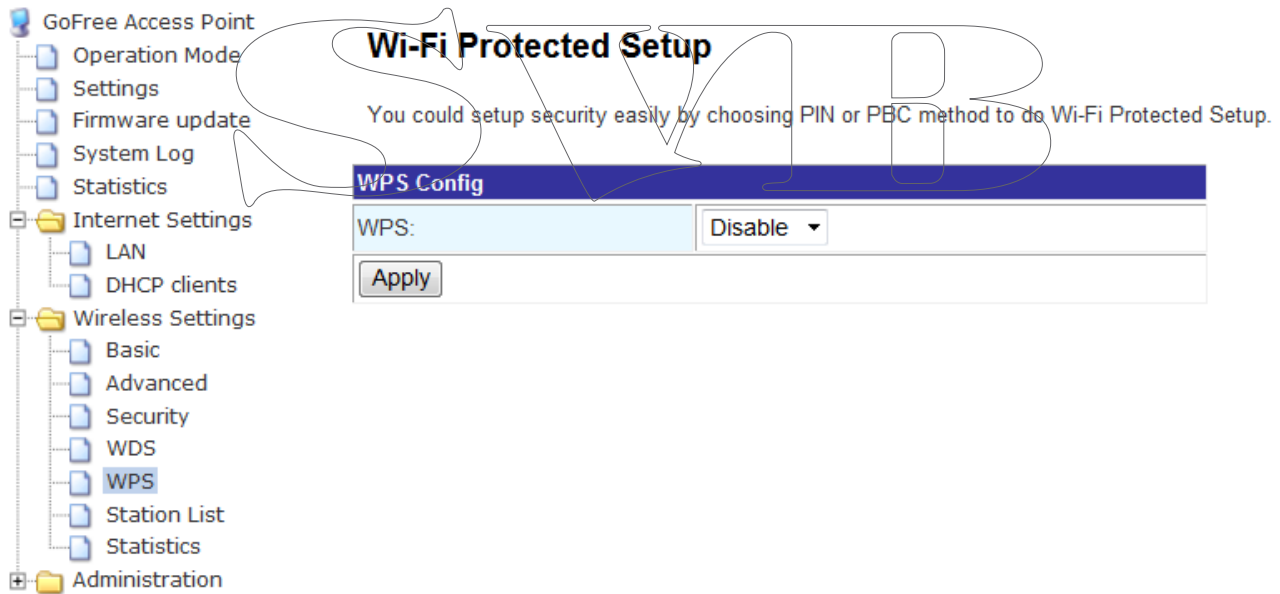 GoFree Access Point
Operation Mode
Settings
Firmware update
System Log
Statistics
Internet Settings
LAN
DHCP clients
Wireless Settings
Basic
Advanced
Security
WDS
WPS
Station List
Statistics
Administration
Wi-Fi Protected Setup
You could setup security easily by choosing PIN or PBC method to do Wi-Fi Protected Setup.
WPS Config
WPS: Disable
Apply
SVB